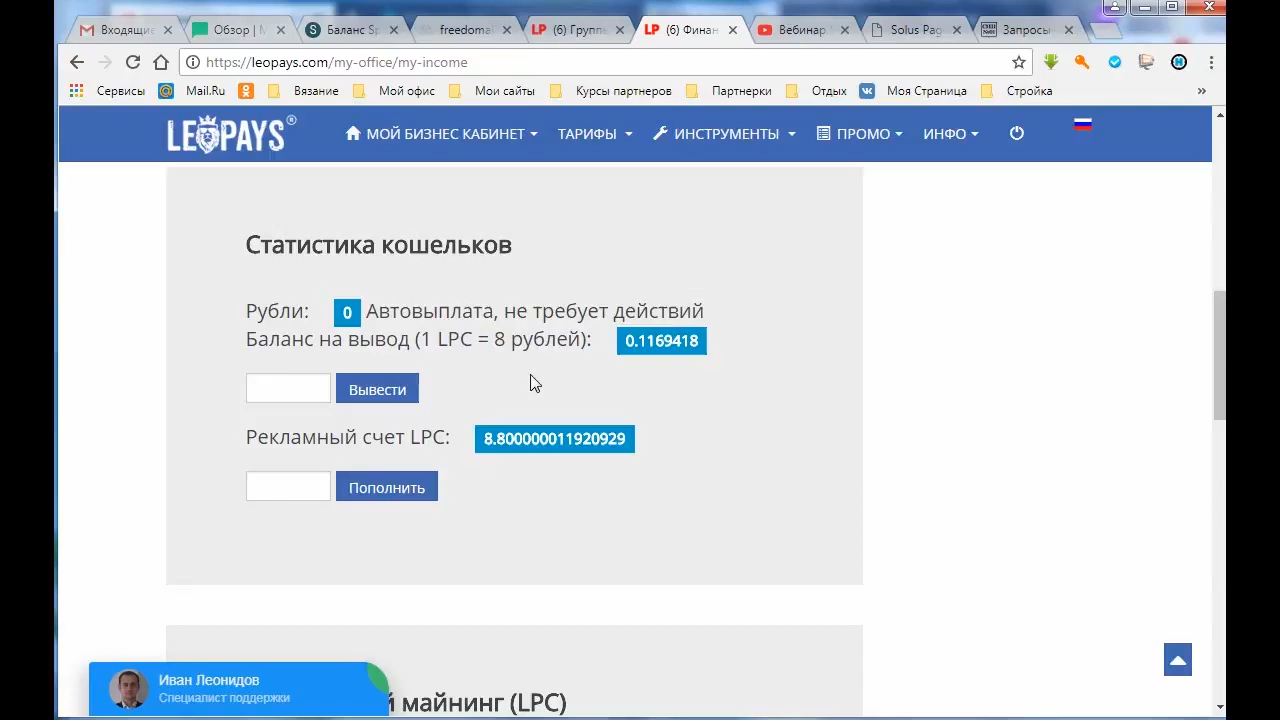 Входящие
Обзор | М
Баланс Sp
freedomal
(6) Групп
(6) Финан
Вебинар
Solus Pag
Запросы
https://leopays.com/my-office/my-income
Сервисы
Mail.Ru
Вязание
Мой офис
Мои сайты
Курсы партнеров
Партнерки
Отдых
Моя Страница
Стройка
»
LEOPAYS®
МОЙ БИЗНЕС КАБИНЕТ
ТАРИФЫ
ИНСТРУМЕНТЫ
ПРОМО
ИНФО
Статистика кошельков
Рубли: 0 Автовыплата, не требует действий
Баланс на вывод (1 LPC = 8 рублей): 0.1169418
Вывести
Рекламный счет LPC: 8.800000011920929
Пополнить
Иван Леонидов
Специалист поддержки
й майнинг (LPC)